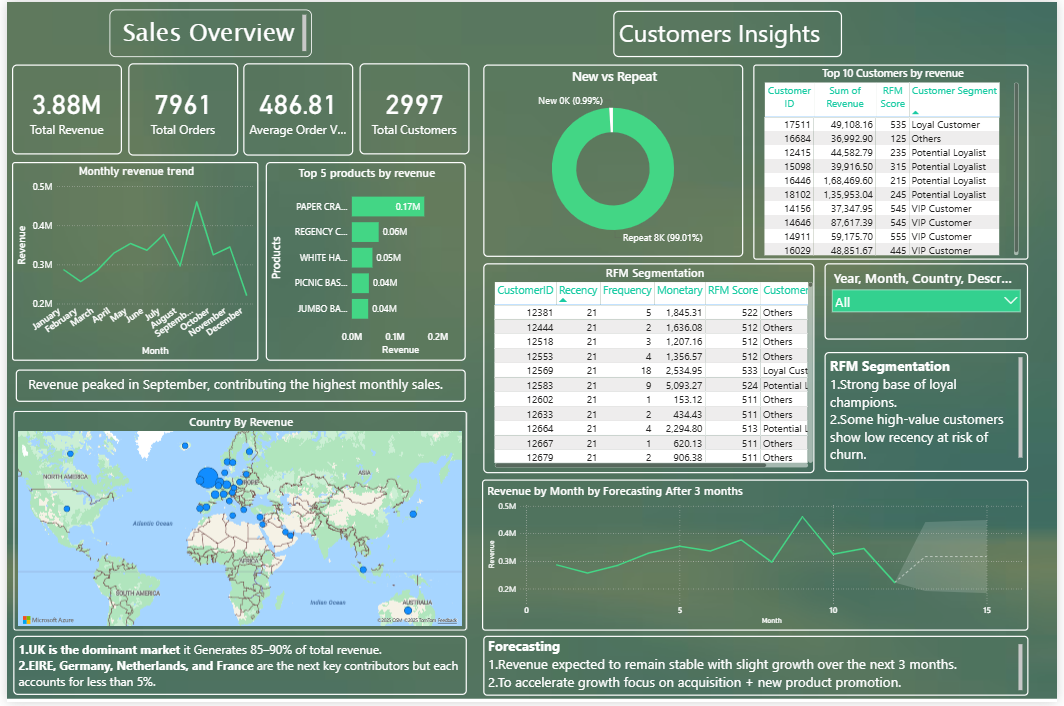 Sales Overview
Customers Insights
3.88M
Total Revenue
7961
Total Orders
486.81
Average Order V...
2997
Total Customers
Monthly revenue trend
0.5M
0.4M
0.3M
0.2M
Revenue
January
February
March
April
May
June
July
August
Septemb...
October
November
December
Month
Top 5 products by revenue
Products
PAPER CRA...
0.17M
REGENCY C...
0.06M
WHITE HA...
0.05M
PICNIC BAS...
0.04M
JUMBO BA...
0.04M
0.0M 0.1M 0.2M
Revenue
Revenue peaked in September, contributing the highest monthly sales.
Country By Revenue
NORTH AMERICA
ASIA
Atlantic Ocean
AFRICA
SOUTH AMERICA
Indian Ocean
AUSTRALIA
Microsoft Azure
Feedback
1.UK is the dominant market it Generates 85–90% of total revenue.
2.EIRE, Germany, Netherlands, and France are the next key contributors but each
accounts for less than 5%.
New vs Repeat
New 0K (0.99%)
Repeat 8K (99.01%)
Top 10 Customers by revenue
Customer ID Sum of Revenue RFM Score Customer Segment
17511 49,108.16 535 Loyal Customer
16684 36,992.90 125 Others
12415 44,582.79 235 Potential Loyalist
15098 39,916.50 315 Potential Loyalist
16446 1,68,469.60 215 Potential Loyalist
18102 1,35,953.04 245 Potential Loyalist
14156 37,347.95 545 VIP Customer
14646 87,617.39 545 VIP Customer
14911 59,175.70 555 VIP Customer
16029 48,851.67 445 VIP Customer
RFM Segmentation
CustomerID Recency Frequency Monetary RFM Score Customer
12381 21 5 1,845.31 522 Others
12444 21 2 1,636.08 512 Others
12518 21 3 1,207.16 512 Others
12553 21 4 1,356.57 512 Others
12569 21 18 2,534.95 533 Loyal Cust
12583 21 9 5,093.27 524 Potential L
12602 21 1 153.12 511 Others
12633 21 2 434.43 511 Others
12664 21 4 2,294.80 513 Potential L
12667 21 1 620.13 511 Others
12679 21 2 906.38 511 Others
Year, Month, Country, Descr...
All
RFM Segmentation
1.Strong base of loyal
champions.
2.Some high-value customers
show low recency at risk of
churn.
Revenue by Month by Forecasting After 3 months
0.5M
0.4M
0.3M
0.2M
Revenue
0 5 10 15
Month
Forecasting
1.Revenue expected to remain stable with slight growth over the next 3 months.
2.To accelerate growth focus on acquisition + new product promotion.